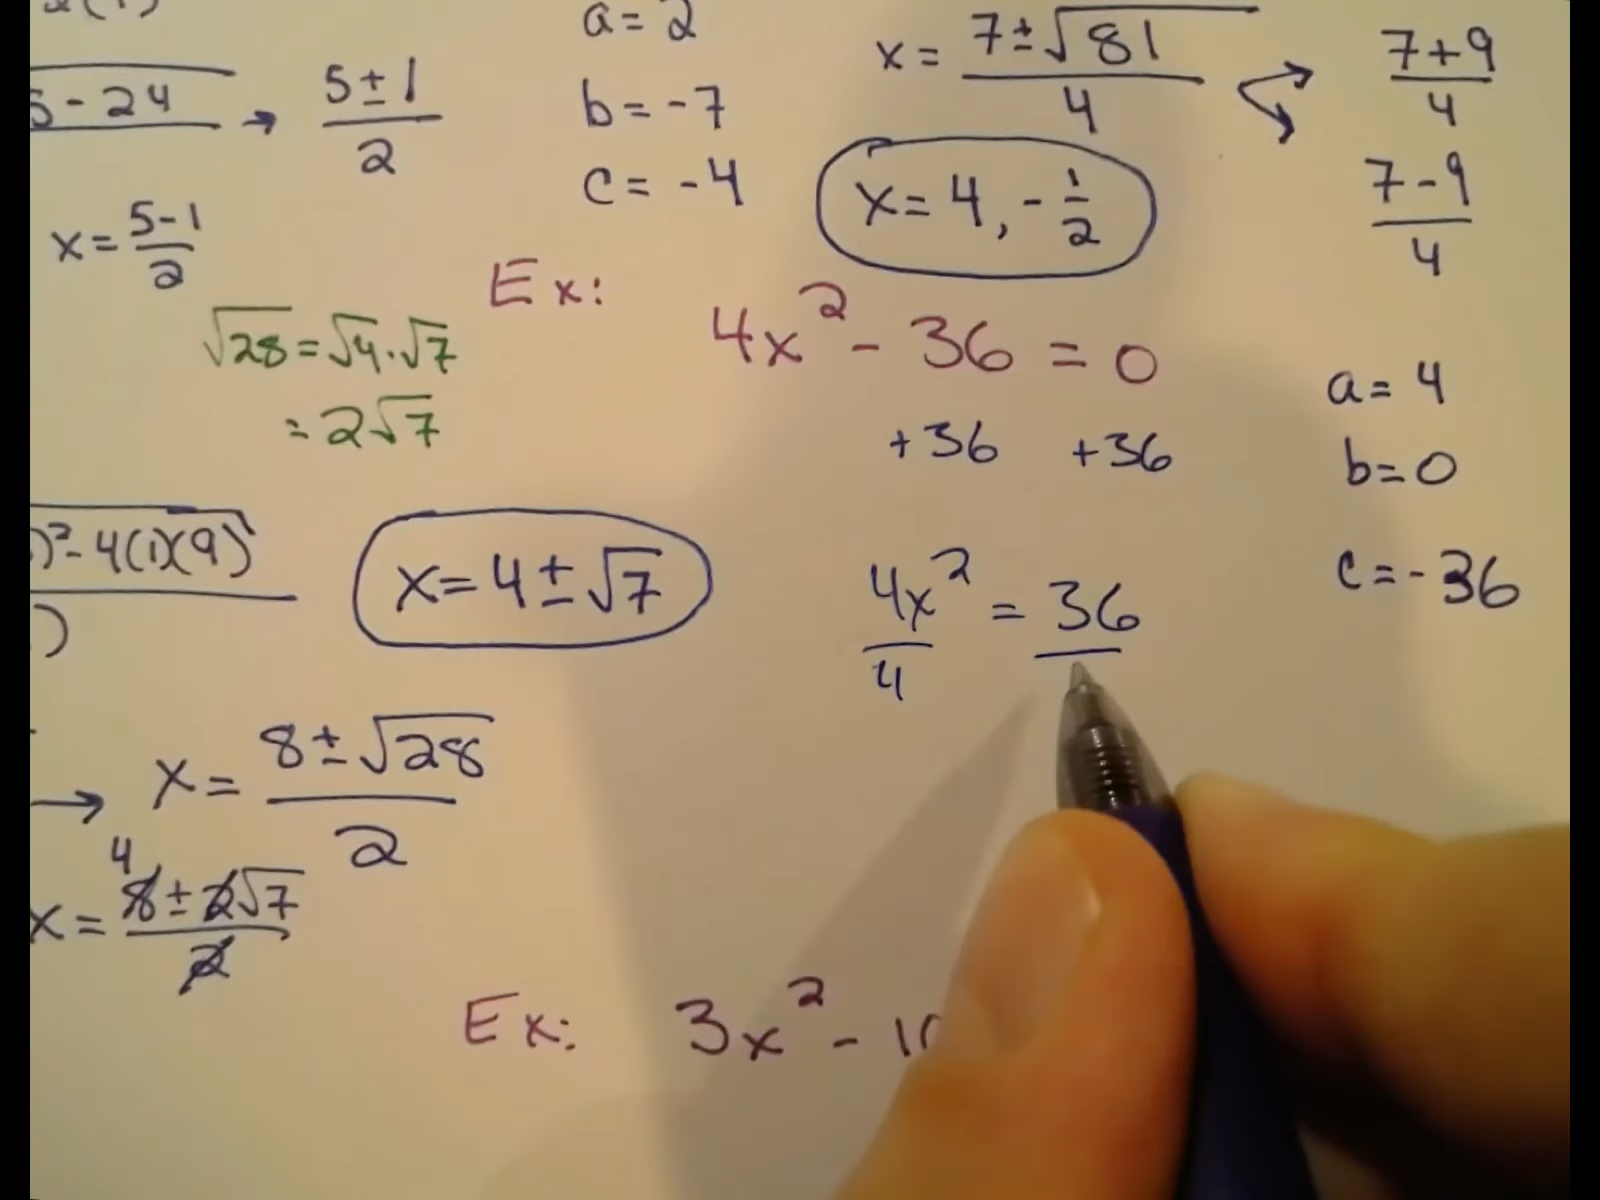 5 - 24 → 5 ± 1 / 2
x = 5 - 1 / 2
√28 = √4 · √7
= 2√7
)² - 4(1)(9)
)
x = 4 ± √7
→ x = 8 ± √28 / 2
4
x = 8 ± 2√7 / 2
a = 2
b = -7
c = -4
x = 7 ± √81 / 4
7 + 9 / 4
7 - 9 / 4
x = 4, - 1/2
Ex: 4x² - 36 = 0
+36 +36
4x² / 4 = 36
a = 4
b = 0
c = -36
Ex: 3x² -